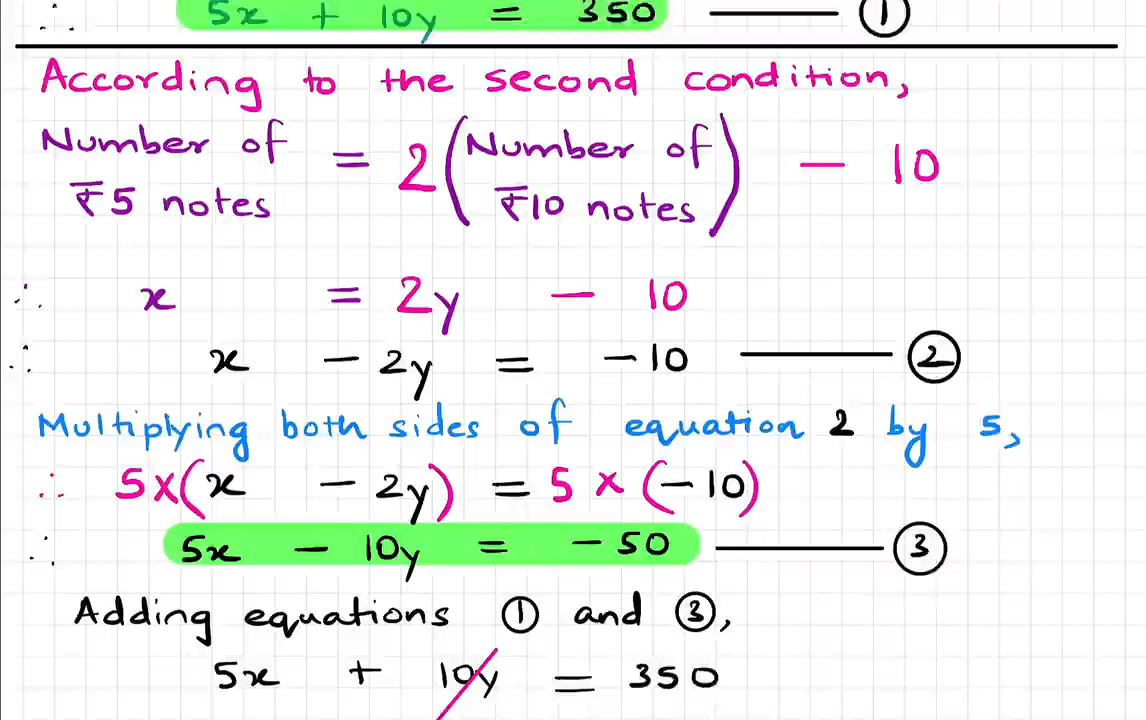 ∴ 5x + 10y = 350 ——— ①
According to the second condition,
Number of ₹5 notes = 2 (Number of ₹10 notes) − 10
∴ x = 2y − 10
∴ x − 2y = −10 ——— ②
Multiplying both sides of equation 2 by 5,
∴ 5×(x − 2y) = 5 × (−10)
∴ 5x − 10y = −50 ——— ③
Adding equations ① and ③,
5x + 10y = 350